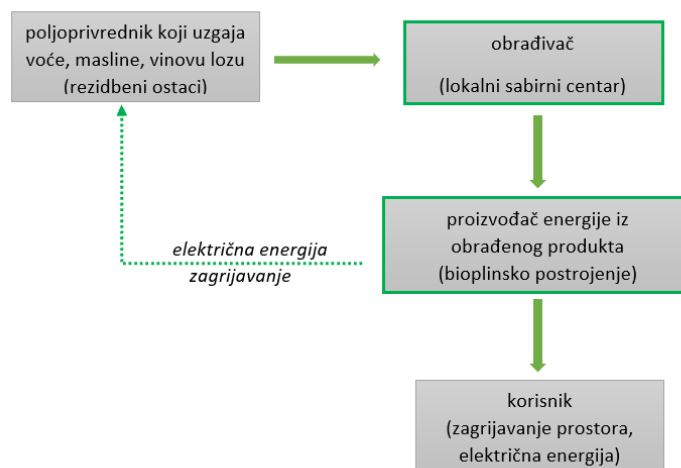 poljoprivrednik koji uzgaja
voće, masline, vinovu lozu
(rezidbeni ostaci)
obrađivač
(lokalni sabirni centar)
proizvođač energije iz
obrađenog produkta
(bioplinsko postrojenje)
električna energija
zagrijavanje
korisnik
(zagrijavanje prostora,
električna energija)